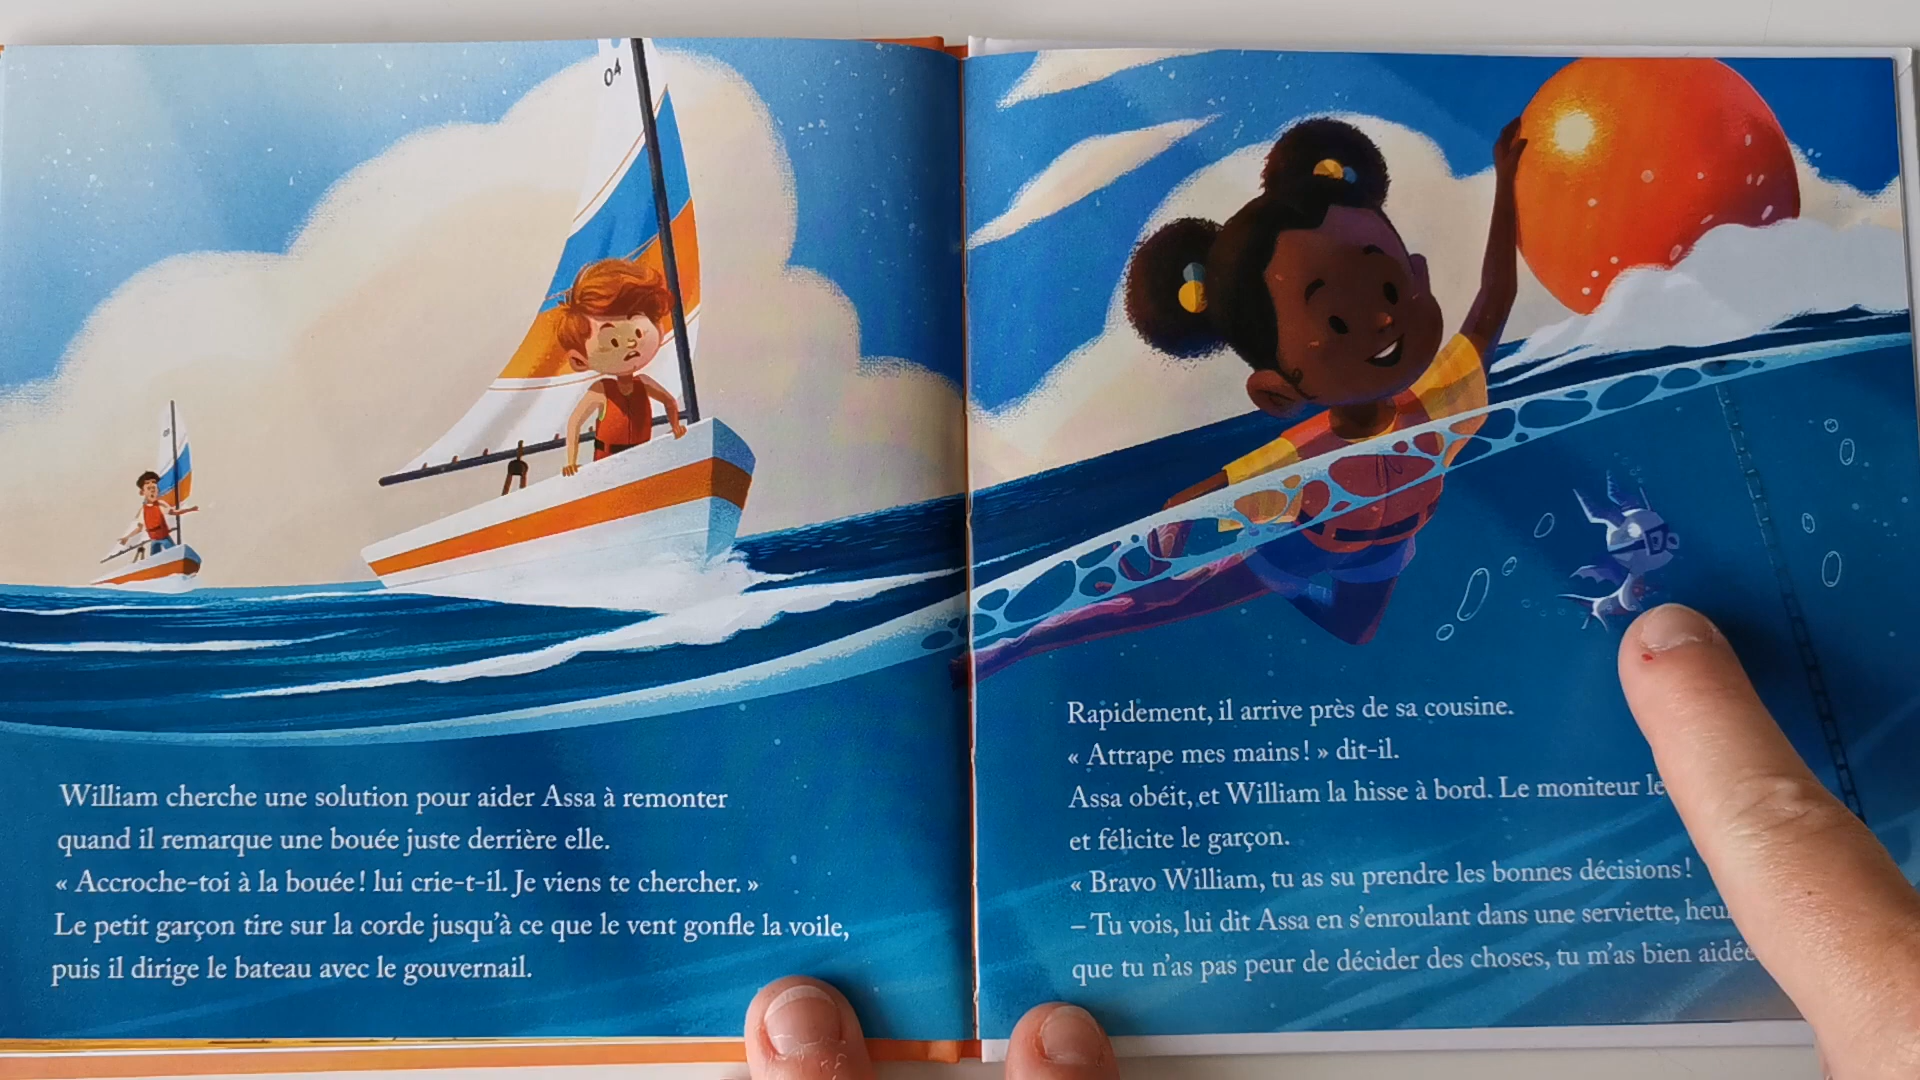 04
William cherche une solution pour aider Assa à remonter
quand il remarque une bouée juste derrière elle.
« Accroche-toi à la bouée ! lui crie-t-il. Je viens te chercher. »
Le petit garçon tire sur la corde jusqu'à ce que le vent gonfle la voile,
puis il dirige le bateau avec le gouvernail.
Rapidement, il arrive près de sa cousine.
« Attrape mes mains ! » dit-il.
Assa obéit, et William la hisse à bord. Le moniteur
et félicite le garçon.
« Bravo William, tu as su prendre les bonnes décisions !
– Tu vois, lui dit Assa en s'enroulant dans une serviette,
que tu n'as pas peur de décider des choses, tu m'as bien aidée